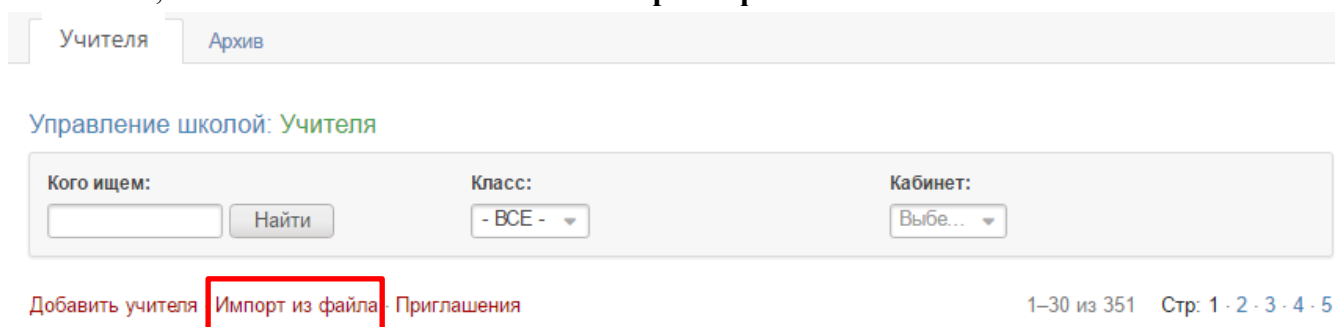 Учителя Архив
Управление школой: Учителя
Кого ищем: Класс: Кабинет:
Найти - ВСЕ - Выбе...
Добавить учителя · Импорт из файла · Приглашения 1–30 из 351 Стр: 1 · 2 · 3 · 4 · 5